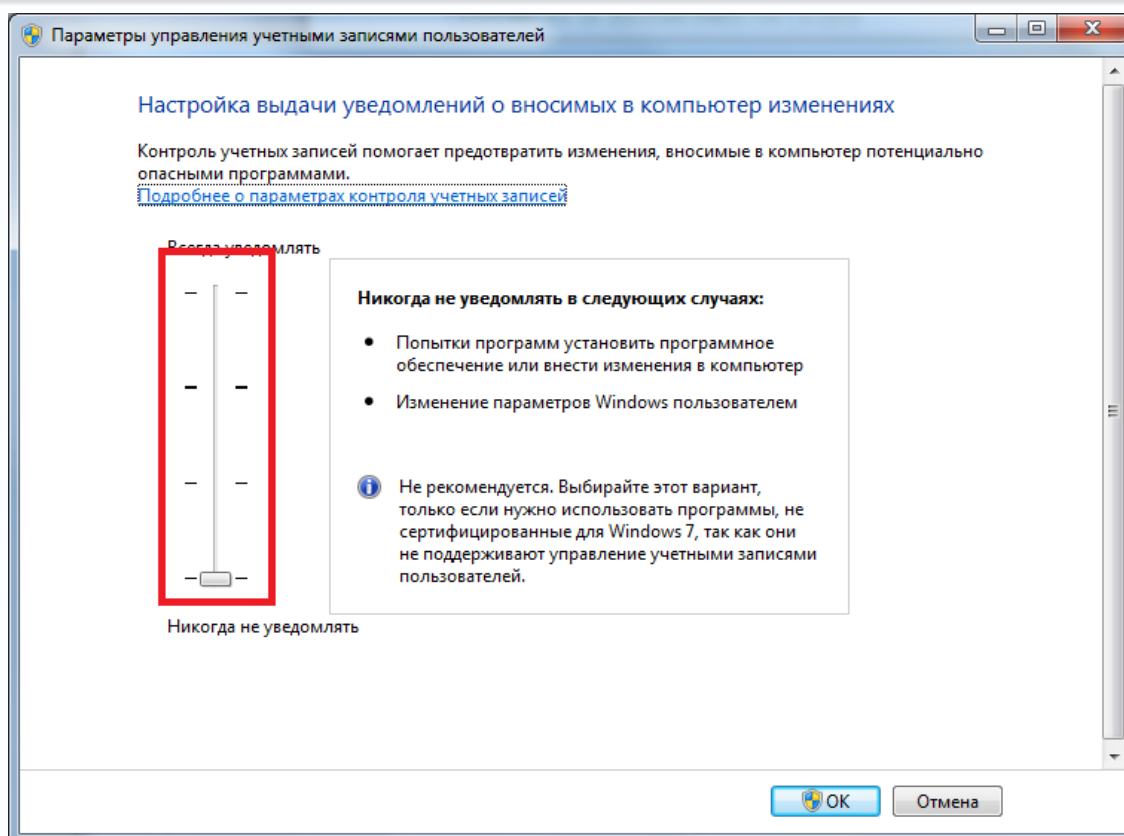 Параметры управления учетными записями пользователей
Настройка выдачи уведомлений о вносимых в компьютер изменениях
Контроль учетных записей помогает предотвратить изменения, вносимые в компьютер потенциально
опасными программами.
Подробнее о параметрах контроля учетных записей
Всегда уведомлять
Никогда не уведомлять в следующих случаях:
Попытки программ установить программное
обеспечение или внести изменения в компьютер
Изменение параметров Windows пользователем
Не рекомендуется. Выбирайте этот вариант,
только если нужно использовать программы, не
сертифицированные для Windows 7, так как они
не поддерживают управление учетными записями
пользователей.
Никогда не уведомлять
OK
Отмена